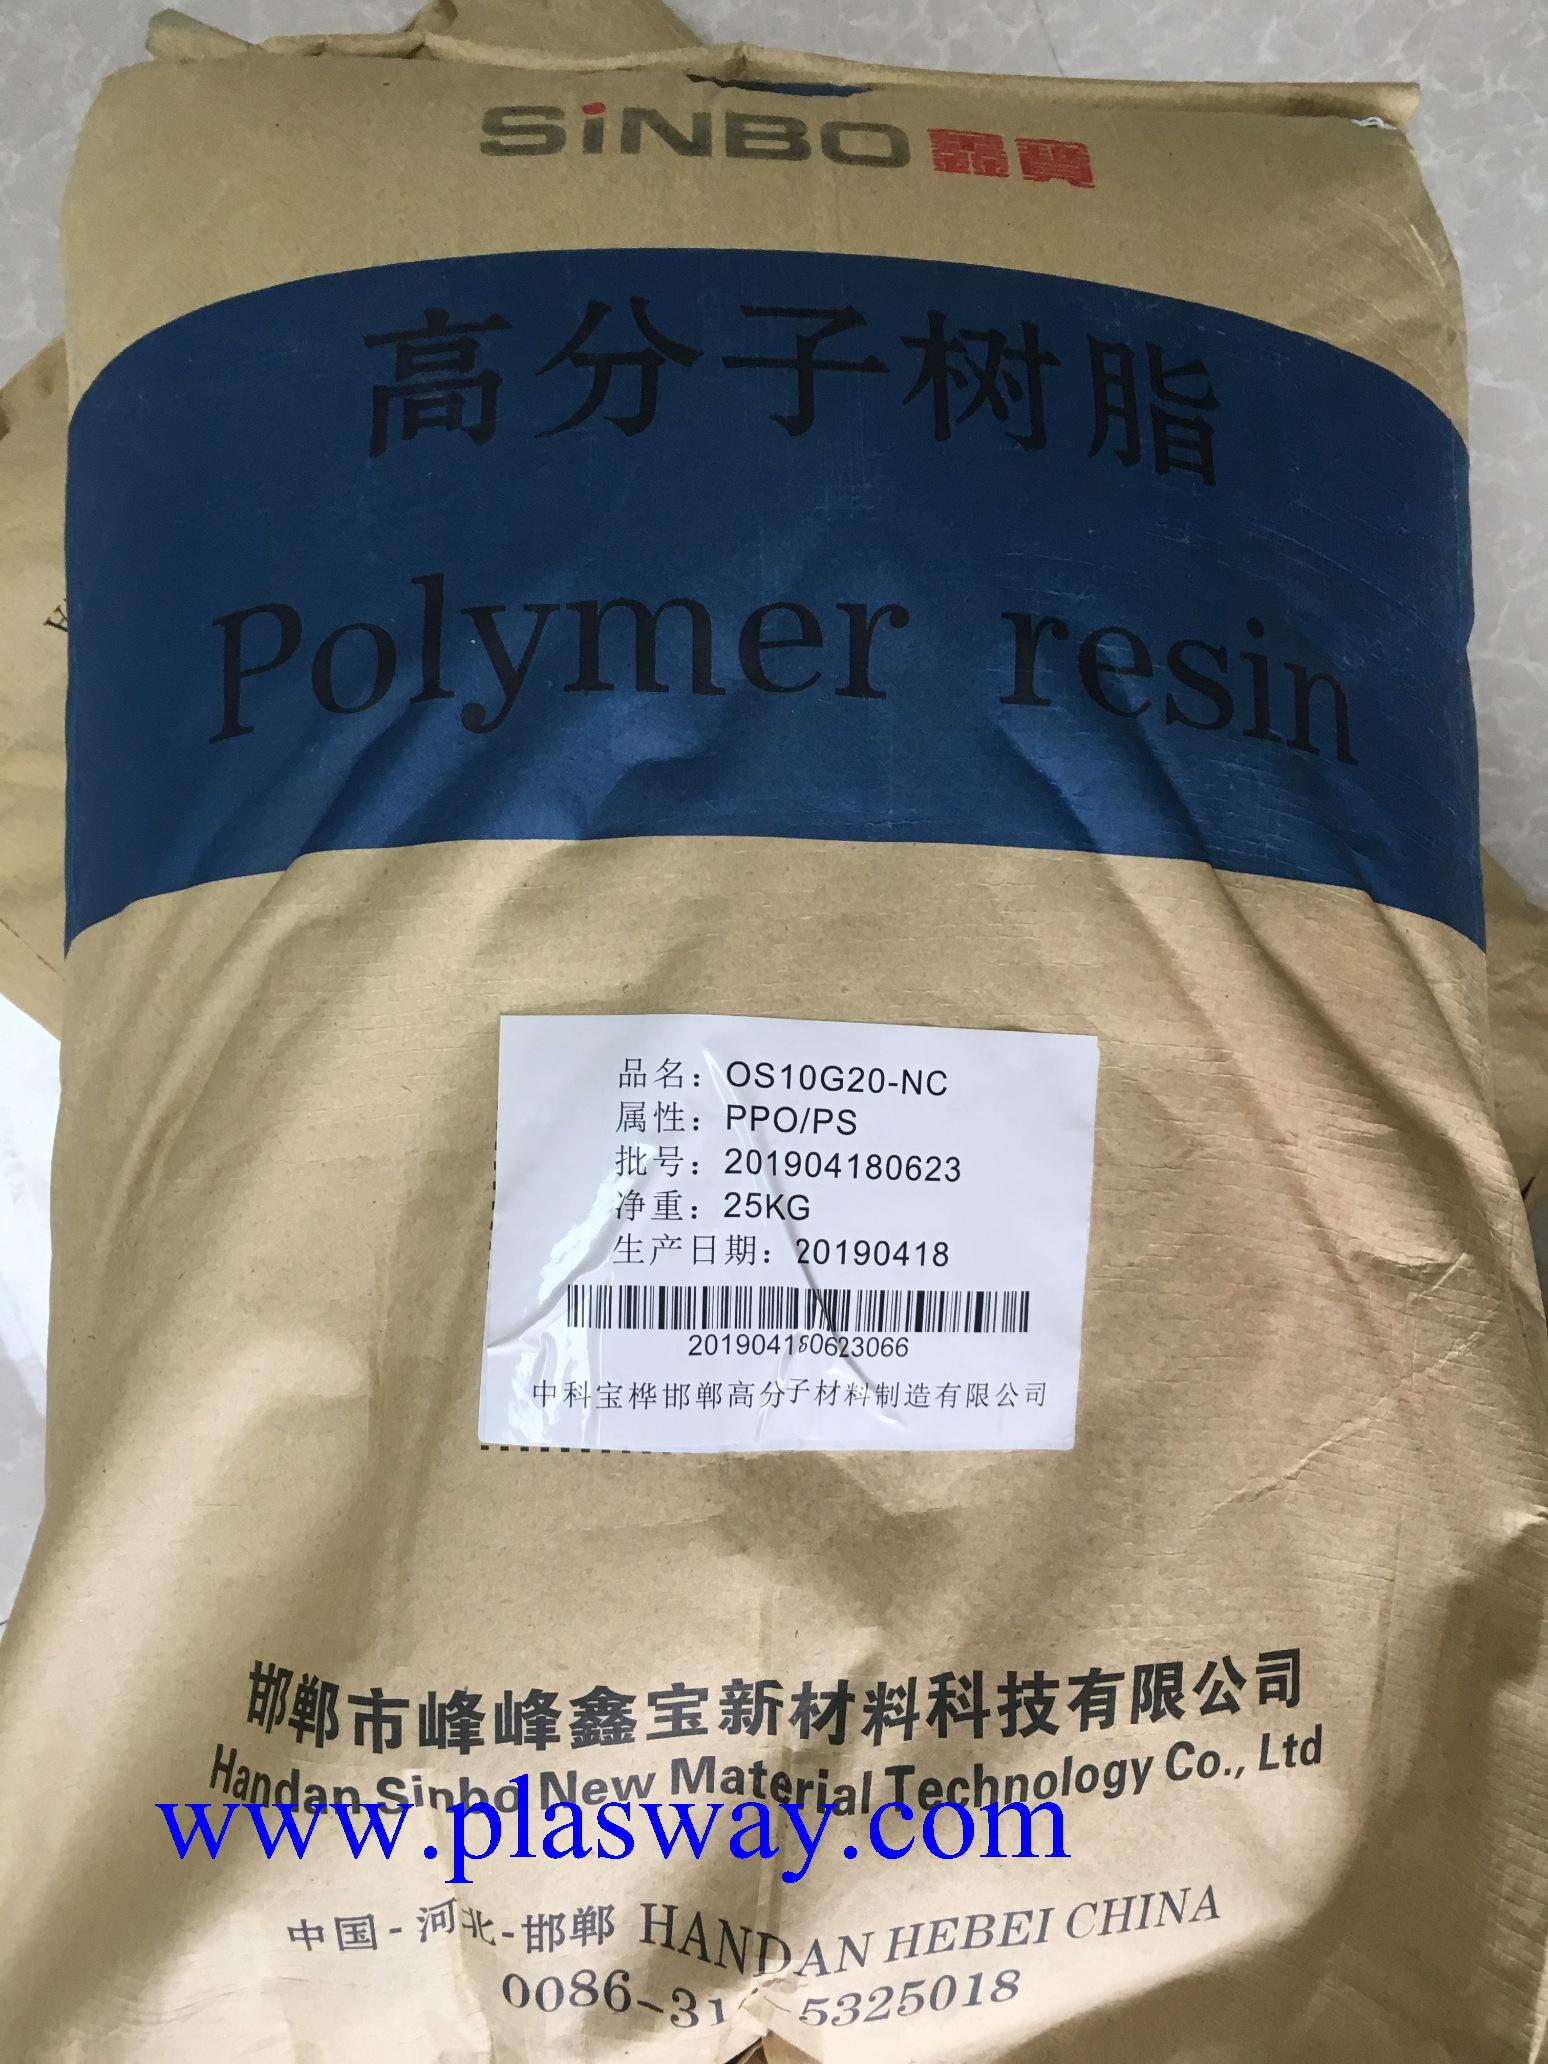 SiNBO 鑫寳
高分子树脂
Polymer resin
品名：OS10G20-NC
属性：PPO/PS
批号：201904180623
净重：25KG
生产日期：20190418
201904180623066
中科宝桦邯郸高分子材料制造有限公司
邯郸市峰峰鑫宝新材料科技有限公司
Handan Sinbo New Material Technology Co., Ltd
www.plasway.com
中国-河北-邯郸 HANDAN HEBEI CHINA
5325018